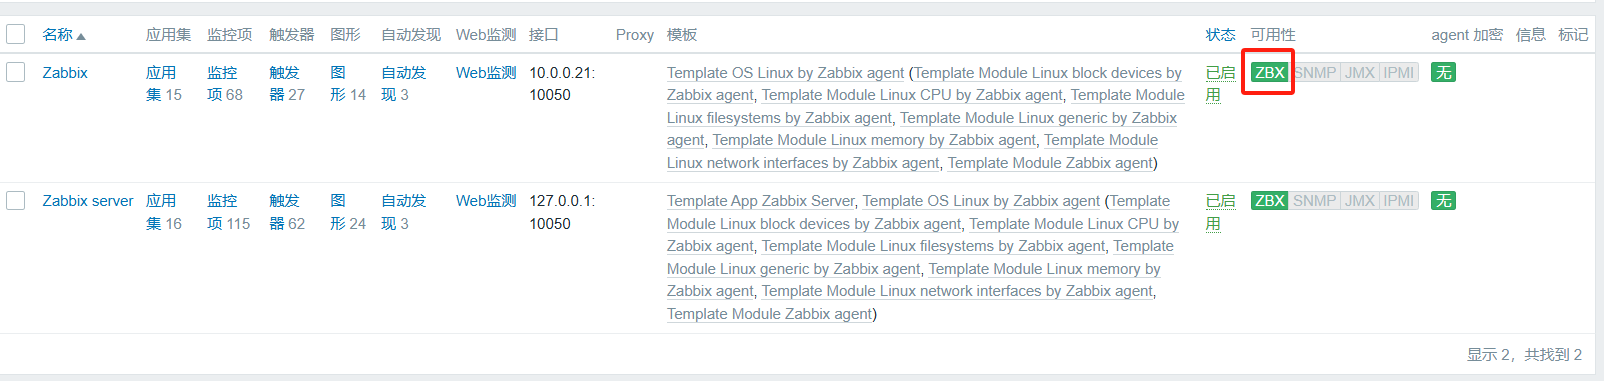 名称▲ 应用集 监控项 触发器 图形 自动发现 Web监测 接口 Proxy 模板 状态 可用性 agent 加密 信息 标记
Zabbix 应用 监控 触发 图 自动发 Web监测 10.0.0.21: Template OS Linux by Zabbix agent (Template Module Linux block devices by 已启 ZBX SNMP JMX IPMI 无
集 15 项 68 器 27 形 14 现 3 10050 Zabbix agent, Template Module Linux CPU by Zabbix agent, Template Module 用
Linux filesystems by Zabbix agent, Template Module Linux generic by Zabbix
agent, Template Module Linux memory by Zabbix agent, Template Module
Linux network interfaces by Zabbix agent, Template Module Zabbix agent)
Zabbix server 应用 监控 触发 图 自动发 Web监测 127.0.0.1: Template App Zabbix Server, Template OS Linux by Zabbix agent (Template 已启 ZBX SNMP JMX IPMI 无
集 16 项 115 器 62 形 24 现 3 10050 Module Linux block devices by Zabbix agent, Template Module Linux CPU by 用
Zabbix agent, Template Module Linux filesystems by Zabbix agent, Template
Module Linux generic by Zabbix agent, Template Module Linux memory by
Zabbix agent, Template Module Linux network interfaces by Zabbix agent,
Template Module Zabbix agent)
显示 2，共找到 2